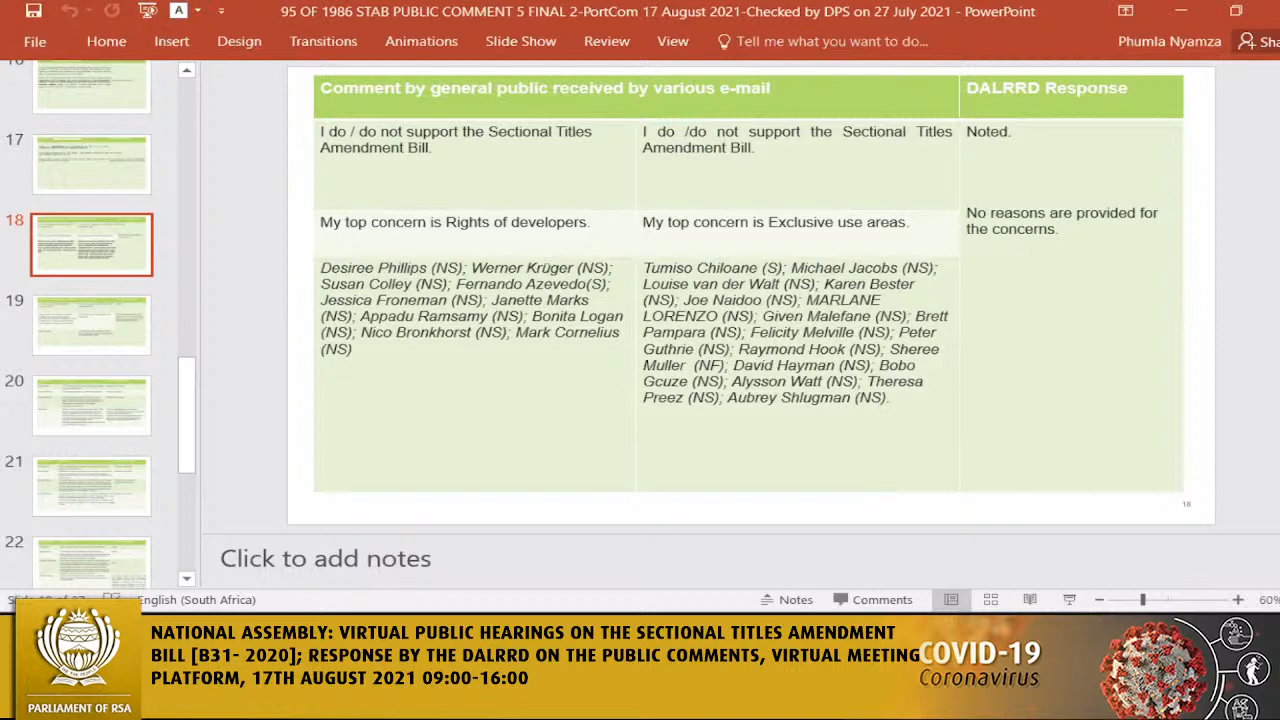 95 OF 1986 STAB PUBLIC COMMENT 5 FINAL 2-PortCom 17 August 2021-Checked by DPS on 27 July 2021 - PowerPoint
File Home Insert Design Transitions Animations Slide Show Review View Tell me what you want to do... Phumla Nyamza Sha
17
18
19
20
21
22
Comment by general public received by various e-mail
DALRRD Response
I do / do not support the Sectional Titles
Amendment Bill.
I do /do not support the Sectional Titles
Amendment Bill.
Noted.
My top concern is Rights of developers.
My top concern is Exclusive use areas.
No reasons are provided for
the concerns.
Desiree Phillips (NS); Werner Krüger (NS);
Susan Colley (NS); Fernando Azevedo(S);
Jessica Froneman (NS); Janette Marks
(NS); Appadu Ramsamy (NS); Bonita Logan
(NS); Nico Bronkhorst (NS); Mark Cornelius
(NS)
Tumiso Chiloane (S); Michael Jacobs (NS);
Louise van der Walt (NS); Karen Bester
(NS); Joe Naidoo (NS); MARLANE
LORENZO (NS); Given Malefane (NS); Brett
Pampara (NS); Felicity Melville (NS); Peter
Guthrie (NS); Raymond Hook (NS); Sheree
Muller (NF); David Hayman (NS); Bobo
Gcuze (NS); Alysson Watt (NS); Theresa
Preez (NS); Aubrey Shlugman (NS).
18
Click to add notes
English (South Africa)
Notes Comments 60%
NATIONAL ASSEMBLY: VIRTUAL PUBLIC HEARINGS ON THE SECTIONAL TITLES AMENDMENT
BILL [B31- 2020]; RESPONSE BY THE DALRRD ON THE PUBLIC COMMENTS, VIRTUAL MEETING
PLATFORM, 17TH AUGUST 2021 09:00-16:00
PARLIAMENT OF RSA
COVID-19
Coronavirus